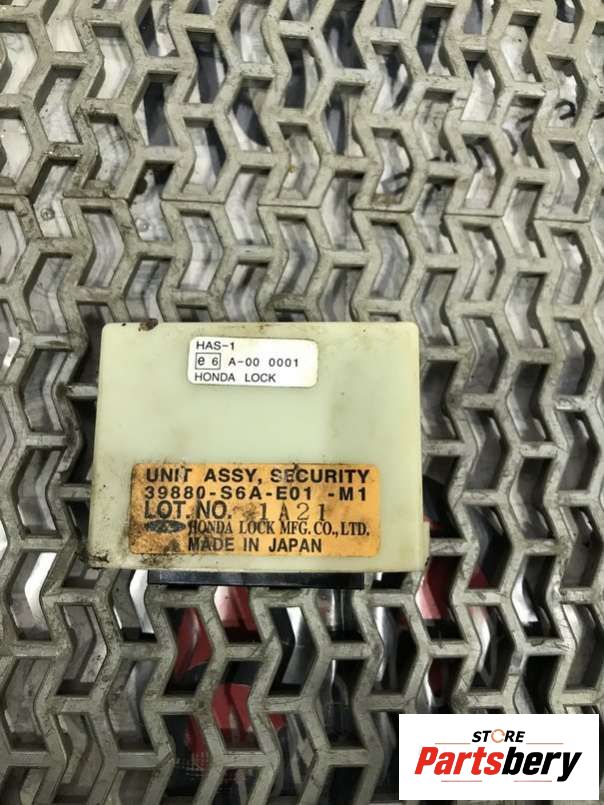 HAS-1
e 6 A-00 0001
HONDA LOCK
UNIT ASSY, SECURITY
39880-S6A-E01 -M1
LOT. NO. 1A21
HONDA LOCK MFG. CO., LTD.
MADE IN JAPAN
STORE
Partsbery